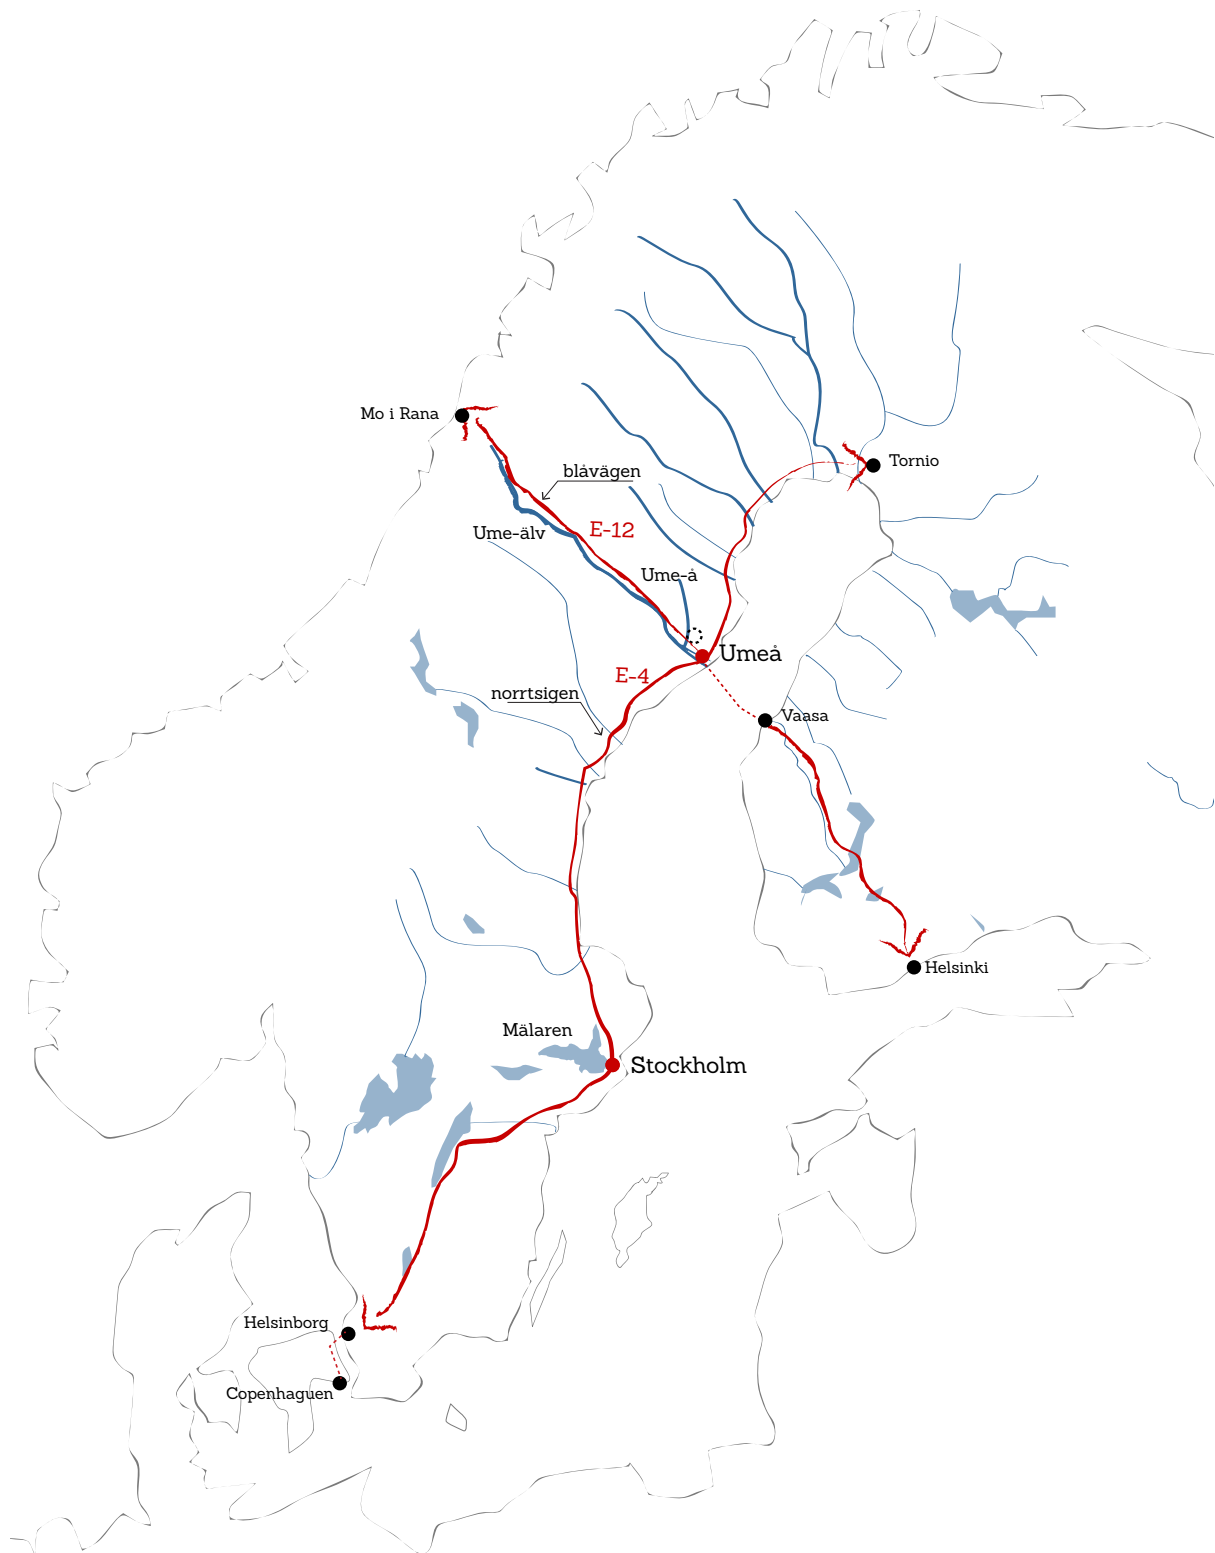 Mo i Rana
Tornio
blåvägen
E-12
Ume-älv
Ume-å
Umeå
E-4
norrtsigen
Vaasa
Helsinki
Mälaren
Stockholm
Helsinborg
Copenhaguen